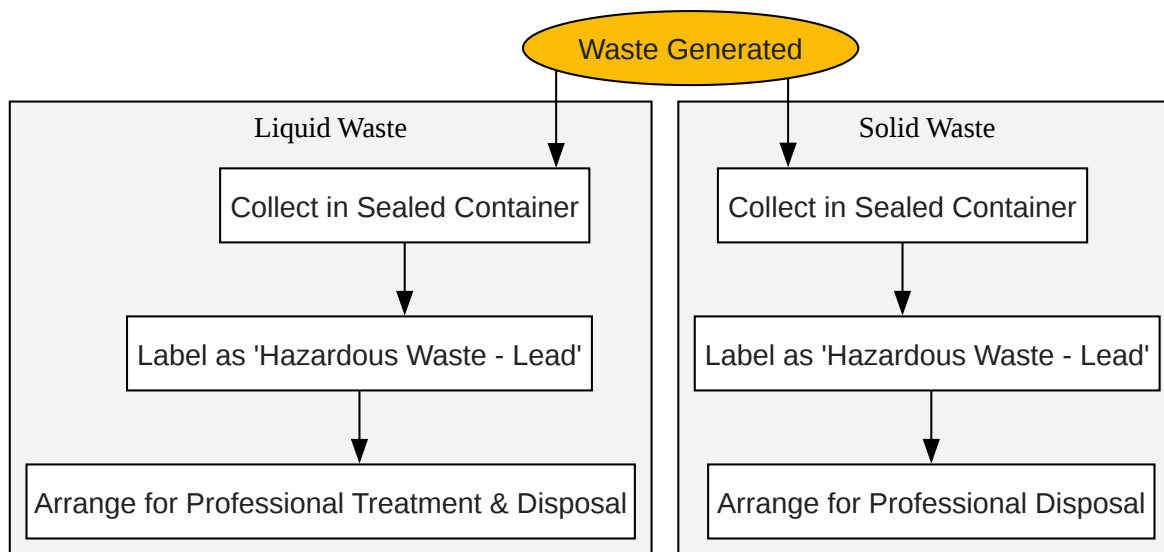 Waste Generated
Liquid Waste
Collect in Sealed Container
Label as 'Hazardous Waste - Lead'
Arrange for Professional Treatment & Disposal
Solid Waste
Collect in Sealed Container
Label as 'Hazardous Waste - Lead'
Arrange for Professional Disposal